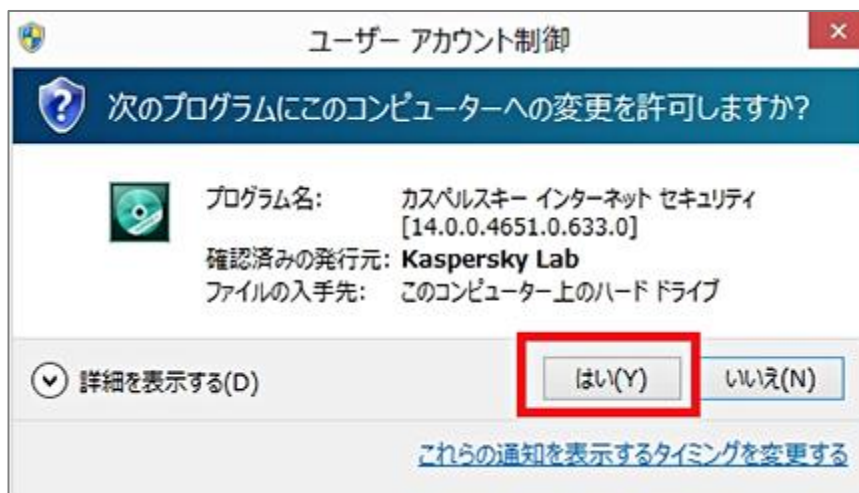 ユーザー アカウント制御
次のプログラムにこのコンピューターへの変更を許可しますか?
プログラム名: カスペルスキー インターネット セキュリティ
[14.0.0.4651.0.633.0]
確認済みの発行元: Kaspersky Lab
ファイルの入手先: このコンピューター上のハード ドライブ
詳細を表示する(D)
はい(Y)
いいえ(N)
これらの通知を表示するタイミングを変更する